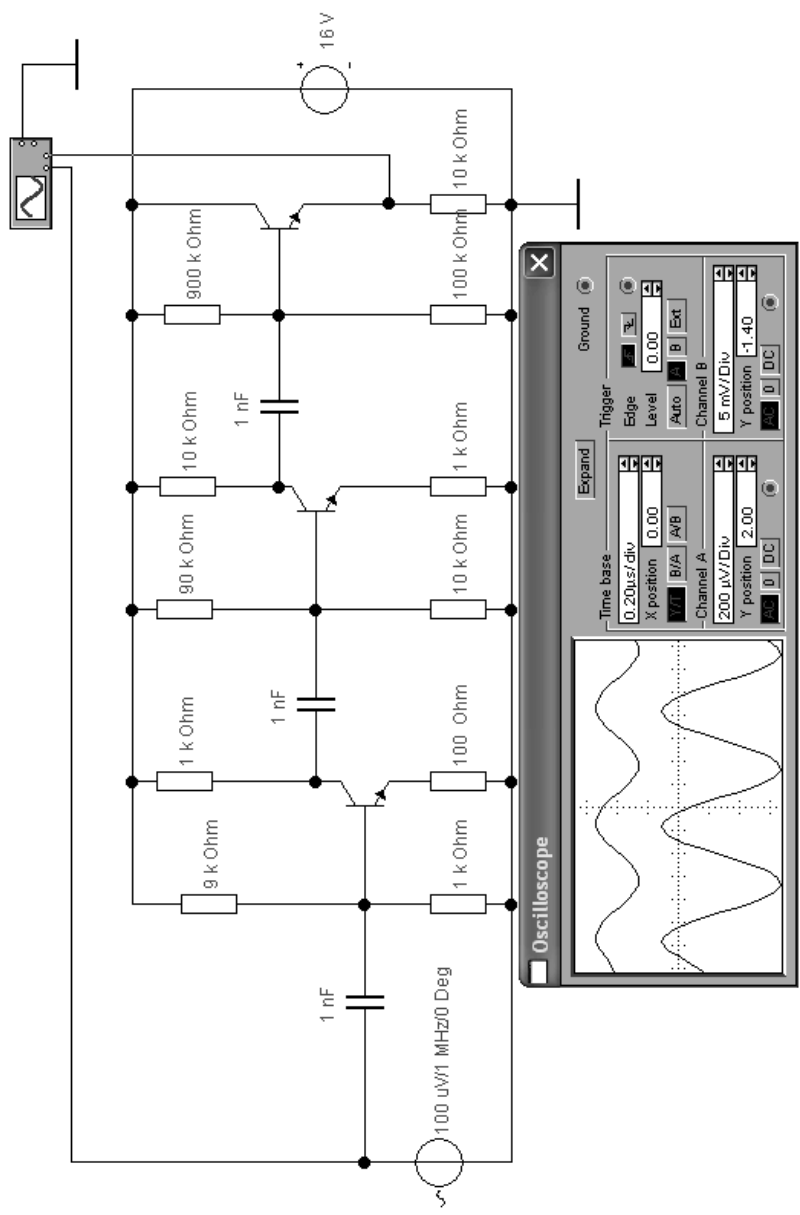 16 V
+
-
900 k Ohm
10 k Ohm
90 k Ohm
1 k Ohm
9 k Ohm
1 nF
1 nF
1 nF
10 k Ohm
100 k Ohm
1 k Ohm
10 k Ohm
100 Ohm
1 k Ohm
100 uV/1 MHz/0 Deg
Oscilloscope
Expand
Ground
Time base
0.20µs/div
X position
0.00
Y/T B/A A/B
Trigger
Edge
Level
0.00
Auto A B Ext
Channel A
200 µV/Div
Y position
2.00
AC 0 DC
Channel B
5 mV/Div
Y position
-1.40
AC 0 DC